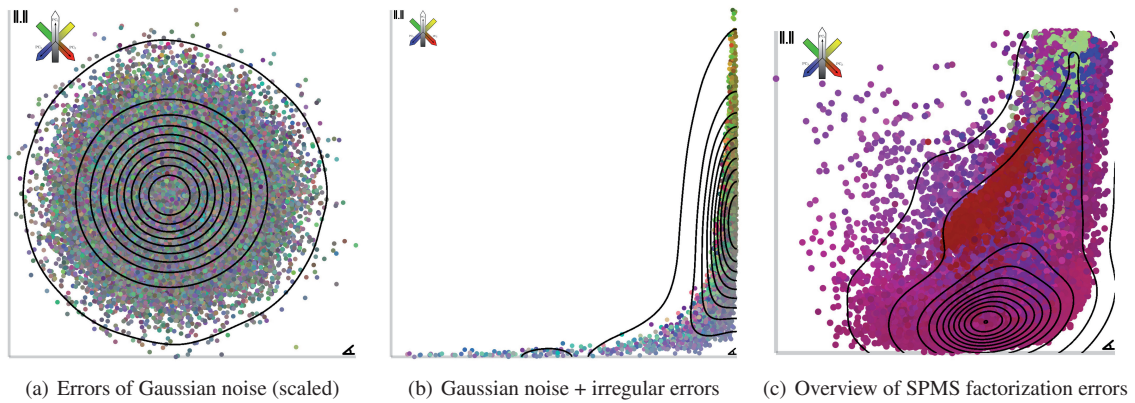 (a) Errors of Gaussian noise (scaled)
(b) Gaussian noise + irregular errors
(c) Overview of SPMS factorization errors